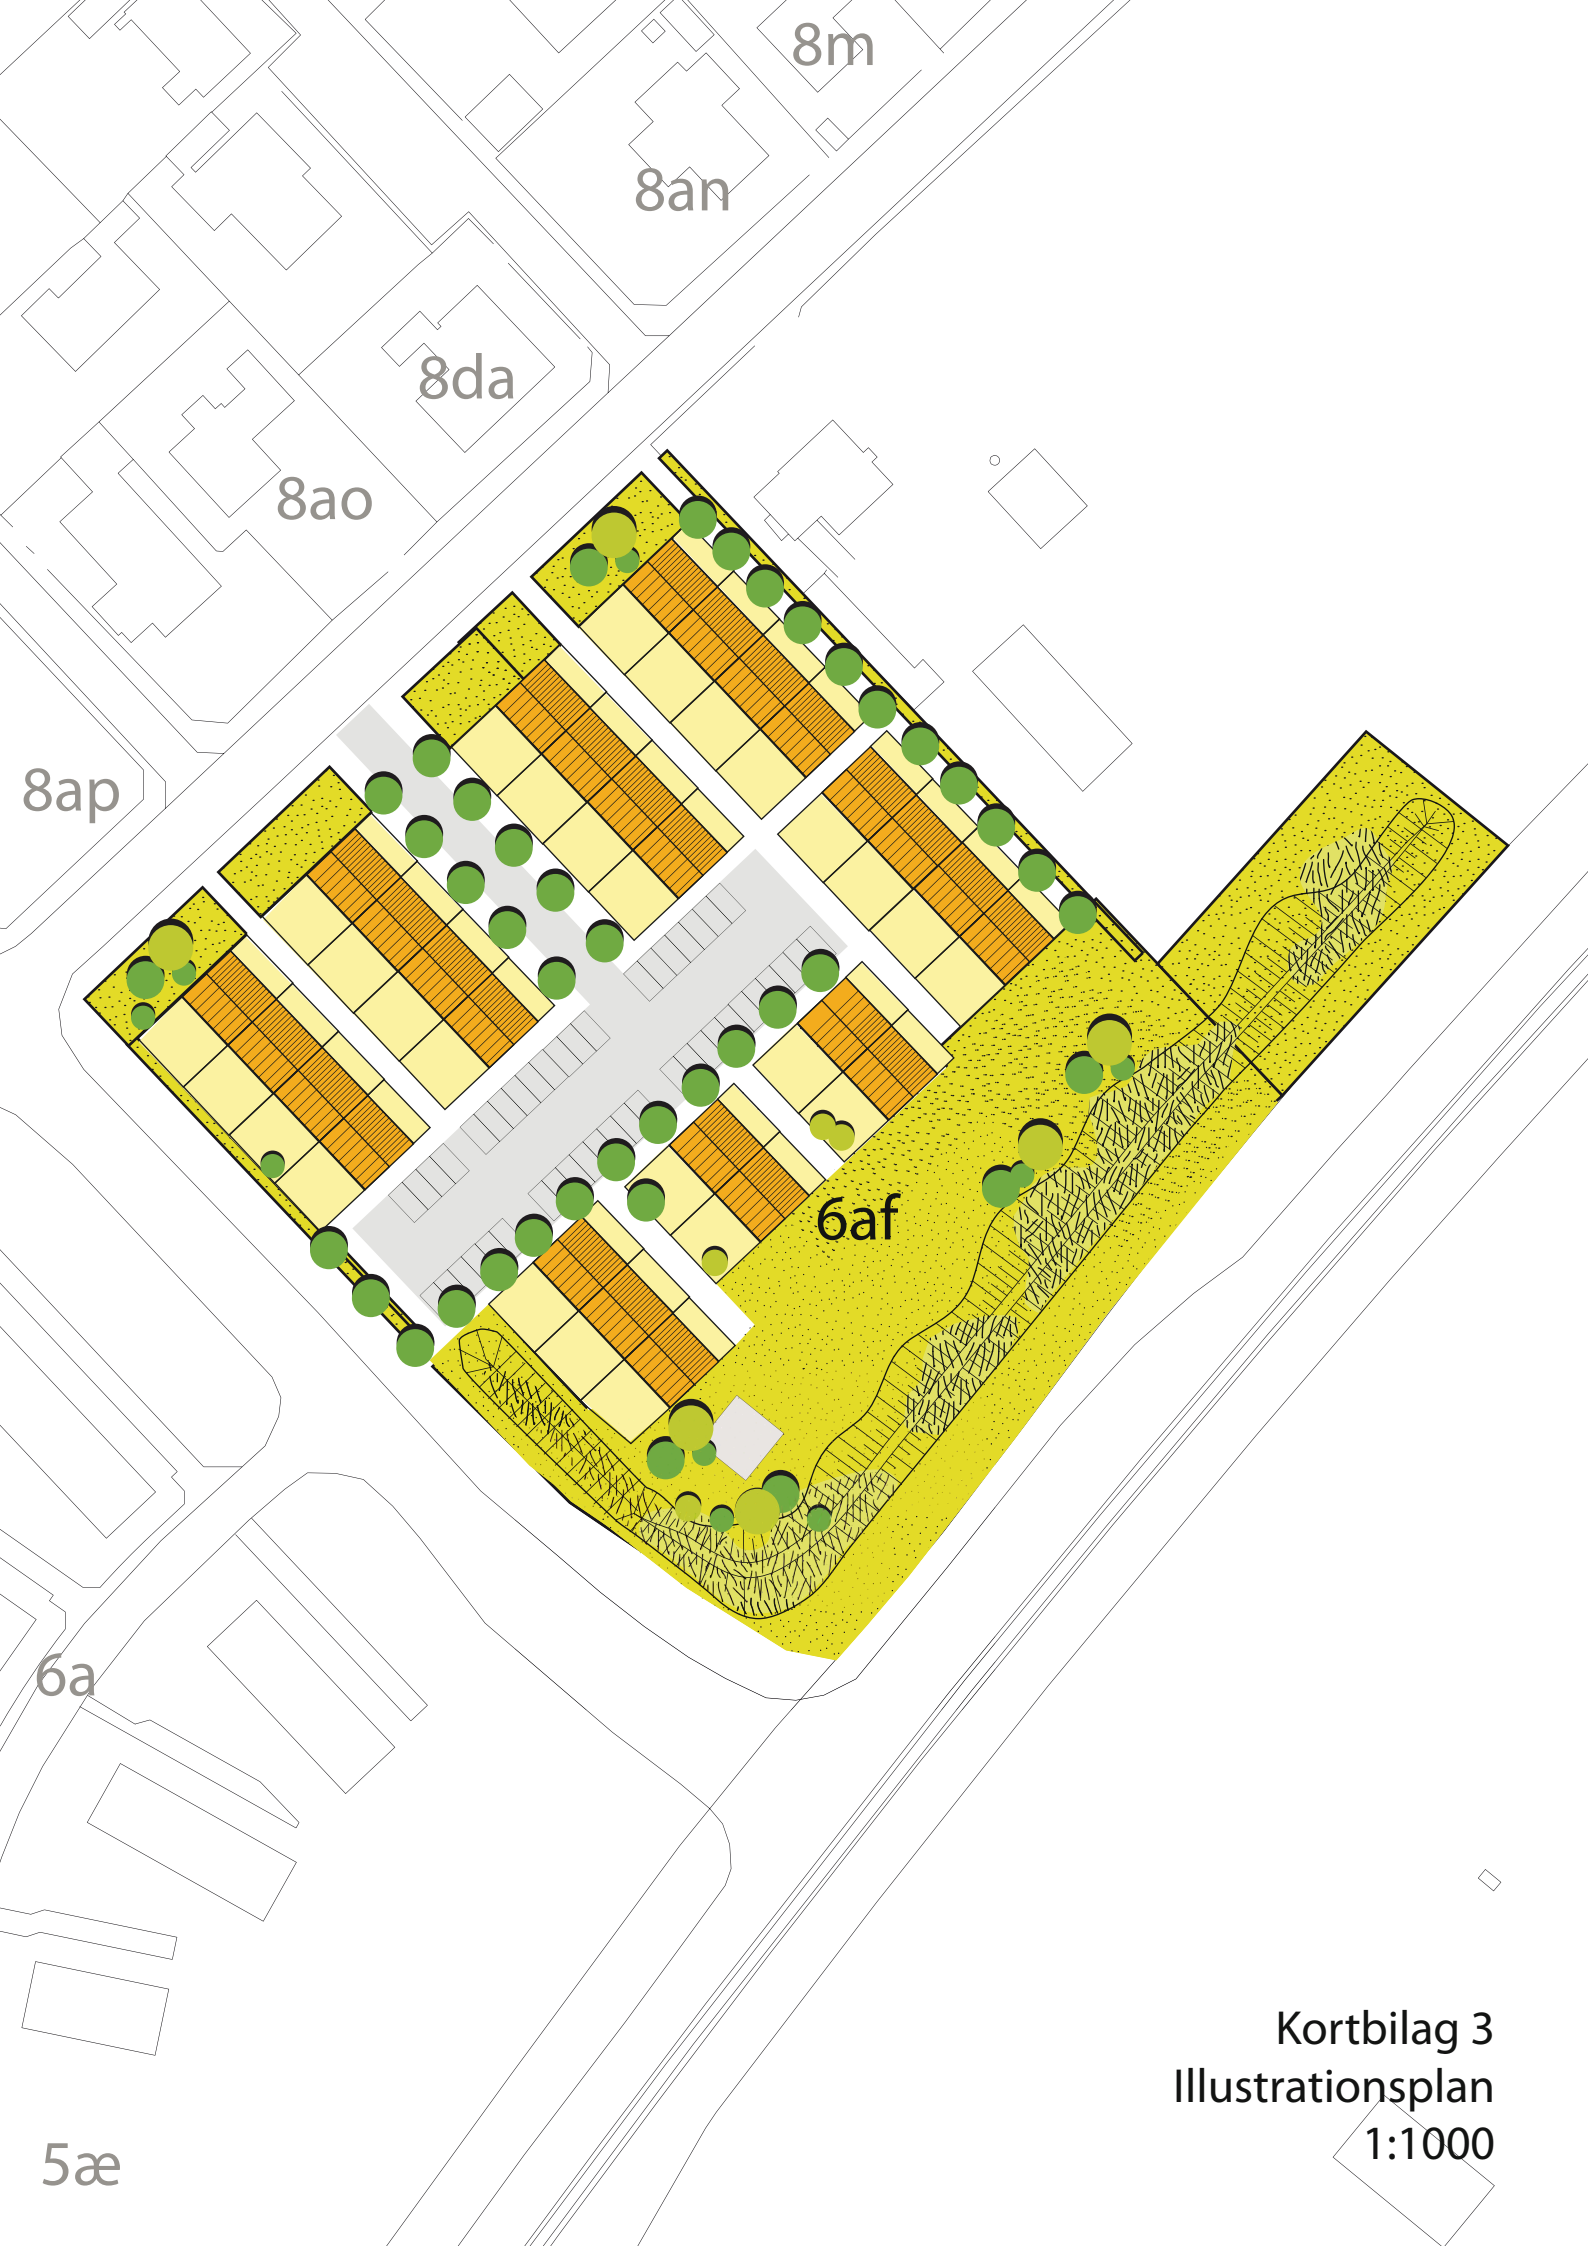 8m
8an
8da
8ao
8ap
6af
6a
Kortbilag 3
Illustrationsplan
1:1000
5æ